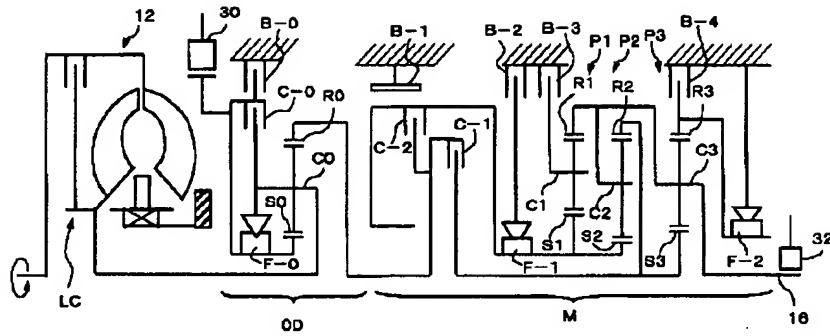 12
30
B-0
B-1
B-2
B-3
P1
P2
P3
B-4
C-0
R0
R1
R2
R3
C-2
C-1
C0
C1
C2
C3
S0
S1
S2
S3
F-0
F-1
F-2
32
LC
16
OD
M